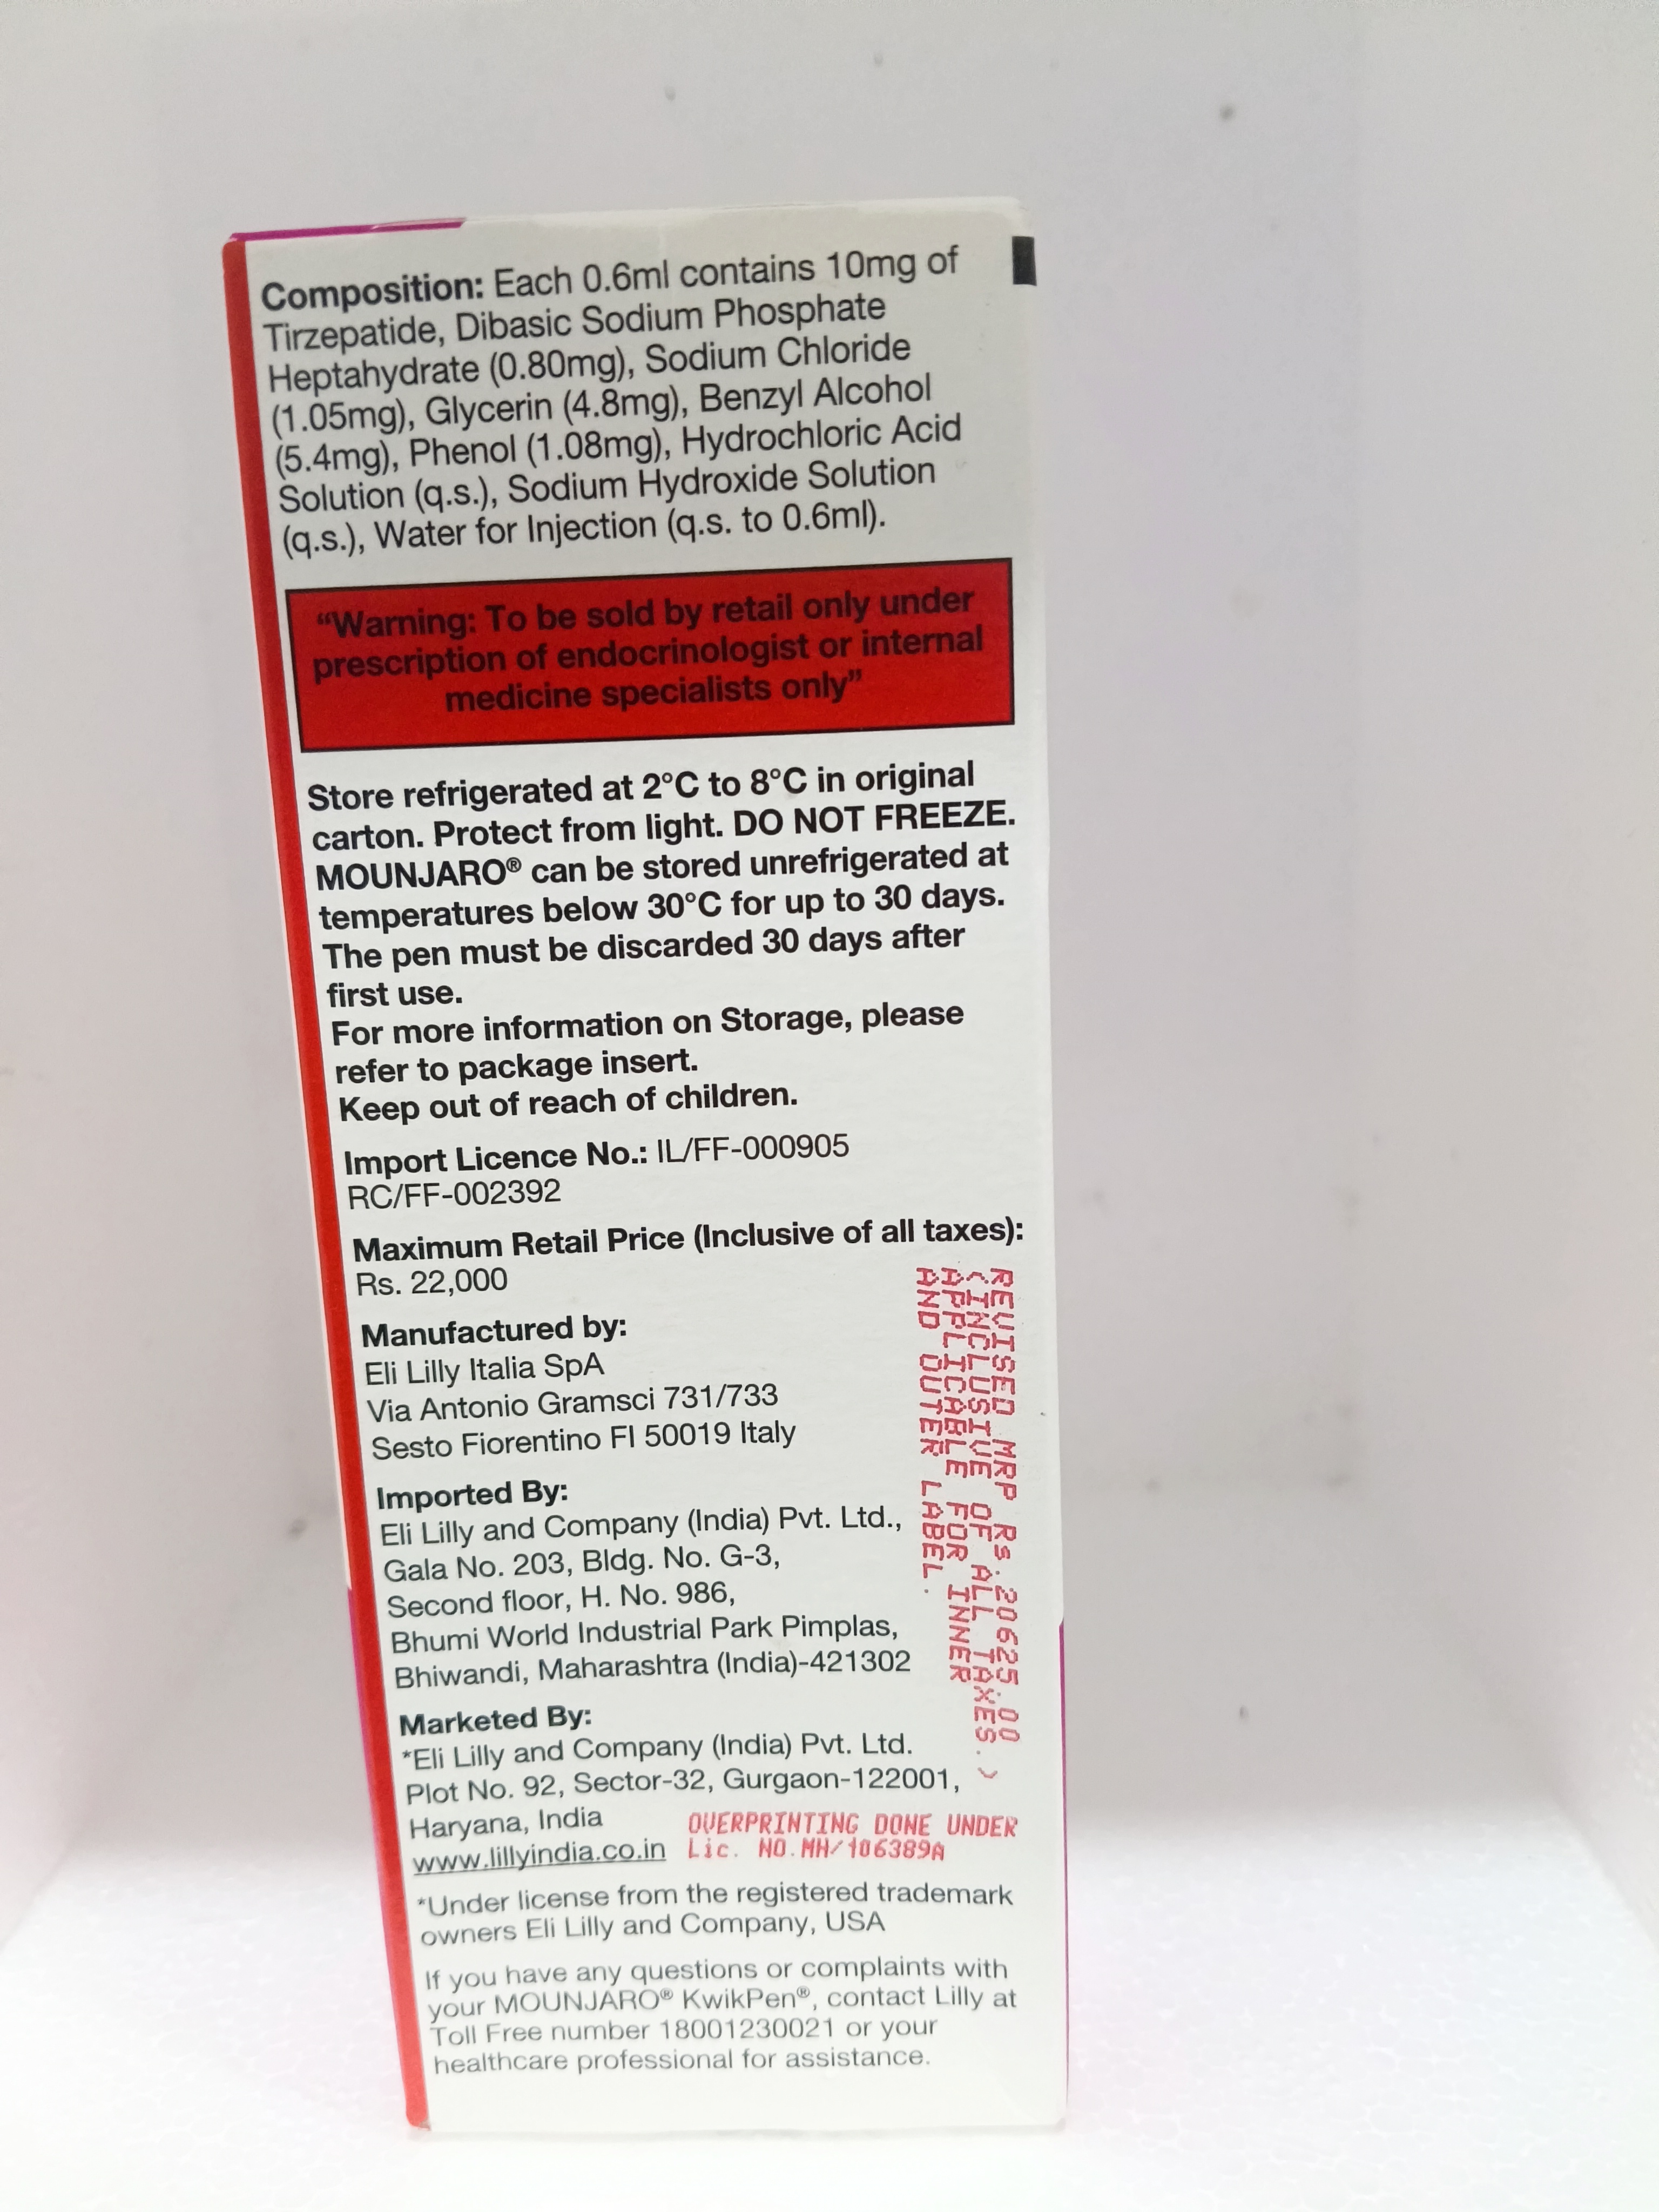 Composition: Each 0.6ml contains 10mg of
Tirzepatide, Dibasic Sodium Phosphate
Heptahydrate (0.80mg), Sodium Chloride
(1.05mg), Glycerin (4.8mg), Benzyl Alcohol
(5.4mg), Phenol (1.08mg), Hydrochloric Acid
Solution (q.s.), Sodium Hydroxide Solution
(q.s.), Water for Injection (q.s. to 0.6ml).
“Warning: To be sold by retail only under
prescription of endocrinologist or internal
medicine specialists only”
Store refrigerated at 2°C to 8°C in original
carton. Protect from light. DO NOT FREEZE.
MOUNJARO® can be stored unrefrigerated at
temperatures below 30°C for up to 30 days.
The pen must be discarded 30 days after
first use.
For more information on Storage, please
refer to package insert.
Keep out of reach of children.
Import Licence No.: IL/FF-000905
RC/FF-002392
Maximum Retail Price (Inclusive of all taxes):
Rs. 22,000
Manufactured by:
Eli Lilly Italia SpA
Via Antonio Gramsci 731/733
Sesto Fiorentino FI 50019 Italy
Imported By:
Eli Lilly and Company (India) Pvt. Ltd.,
Gala No. 203, Bldg. No. G-3,
Second floor, H. No. 986,
Bhumi World Industrial Park Pimplas,
Bhiwandi, Maharashtra (India)-421302
REVISED MRP Rs.20625.00
(INCLUSIVE OF ALL TAXES.)
APPLICABLE FOR INNER
AND OUTER LABEL.
Marketed By:
*Eli Lilly and Company (India) Pvt. Ltd.
Plot No. 92, Sector-32, Gurgaon-122001,
Haryana, India
www.lillyindia.co.in
OVERPRINTING DONE UNDER
Lic. NO.MH/106389A
*Under license from the registered trademark
owners Eli Lilly and Company, USA
If you have any questions or complaints with
your MOUNJARO® KwikPen®, contact Lilly at
Toll Free number 18001230021 or your
healthcare professional for assistance.